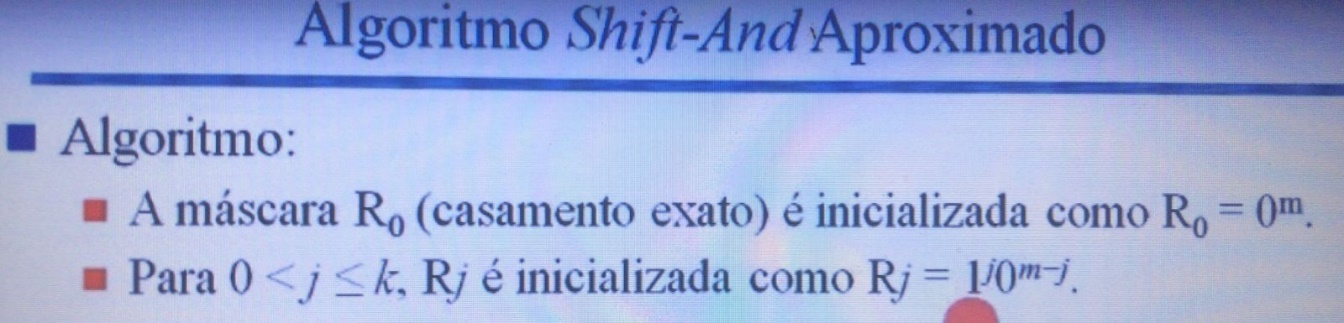 Algoritmo Shift-And Aproximado
Algoritmo:
A máscara R₀ (casamento exato) é inicializada como R₀ = 0ᵐ.
Para 0 < j ≤ k, Rj é inicializada como Rj = 1ʲ0ᵐ⁻ʲ.